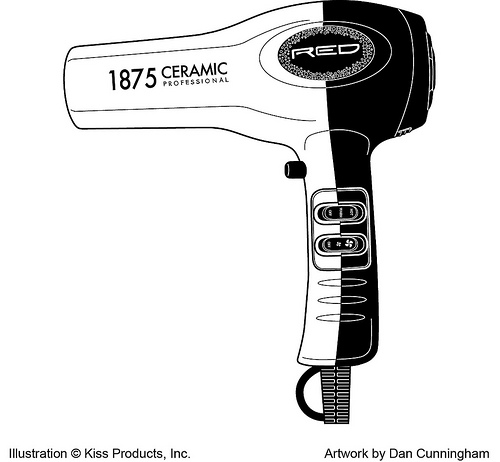 RED
1875 CERAMIC
PROFESSIONAL
Illustration © Kiss Products, Inc.
Artwork by Dan Cunningham